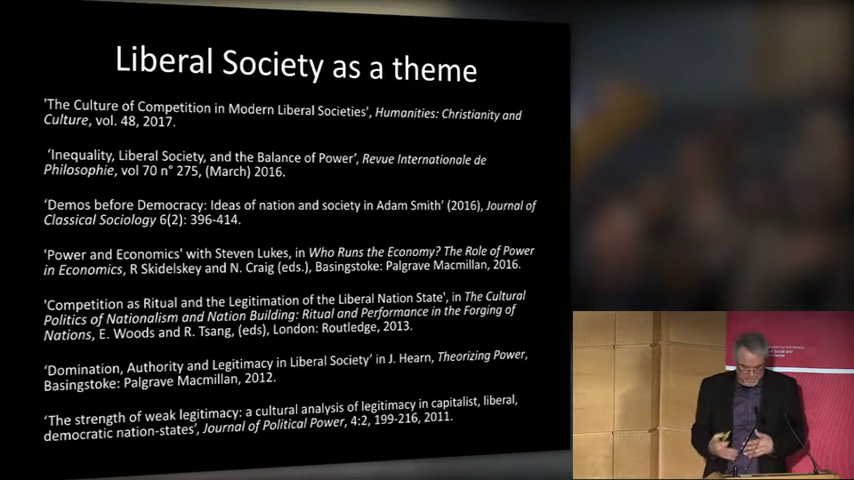 Liberal Society as a theme
'The Culture of Competition in Modern Liberal Societies', Humanities: Christianity and
Culture, vol. 48, 2017.
'Inequality, Liberal Society, and the Balance of Power', Revue Internationale de
Philosophie, vol 70 n° 275, (March) 2016.
'Demos before Democracy: Ideas of nation and society in Adam Smith' (2016), Journal of
Classical Sociology 6(2): 396-414.
'Power and Economics' with Steven Lukes, in Who Runs the Economy? The Role of Power
in Economics, R Skidelskey and N. Craig (eds.), Basingstoke: Palgrave Macmillan, 2016.
'Competition as Ritual and the Legitimation of the Liberal Nation State', in The Cultural
Politics of Nationalism and Nation Building: Ritual and Performance in the Forging of
Nations, E. Woods and R. Tsang, (eds), London: Routledge, 2013.
'Domination, Authority and Legitimacy in Liberal Society' in J. Hearn, Theorizing Power,
Basingstoke: Palgrave Macmillan, 2012.
'The strength of weak legitimacy: a cultural analysis of legitimacy in capitalist, liberal,
democratic nation-states', Journal of Political Power, 4:2, 199-216, 2011.